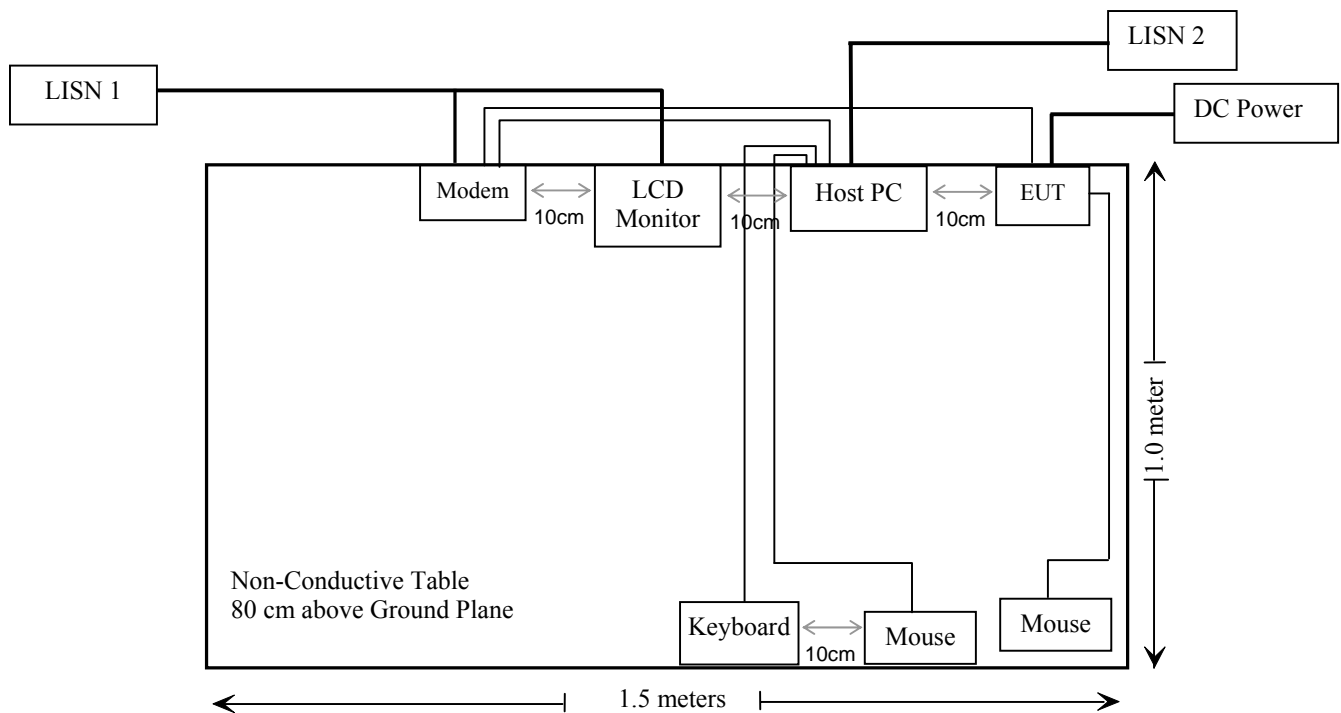 LISN 2
LISN 1
DC Power
Modem
10cm
LCD
Monitor
10cm
Host PC
10cm
EUT
1.0 meter
Non-Conductive Table
80 cm above Ground Plane
Keyboard
10cm
Mouse
Mouse
1.5 meters